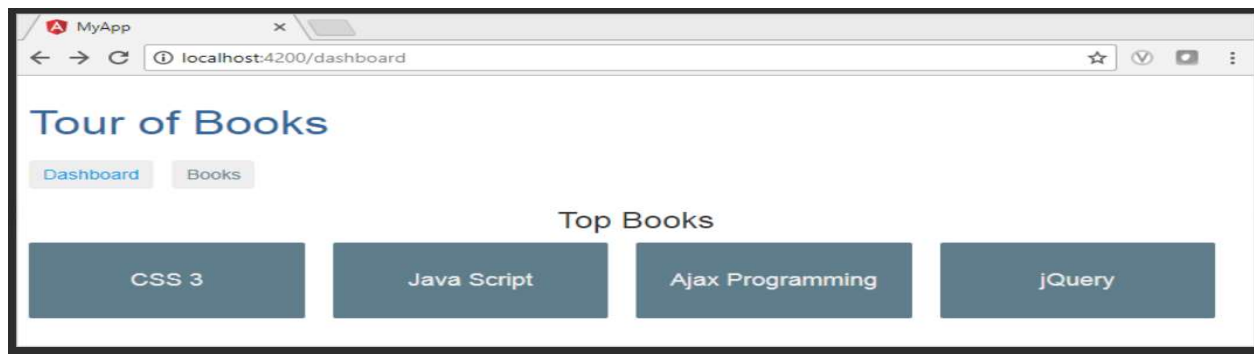 MyApp
localhost:4200/dashboard
Tour of Books
Dashboard Books
Top Books
CSS 3 Java Script Ajax Programming jQuery